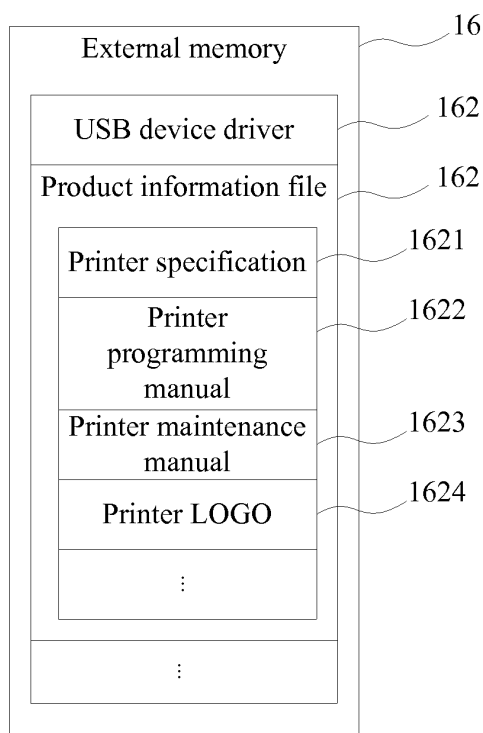 External memory
16
USB device driver
162
Product information file
162
Printer specification
1621
Printer
programming
manual
1622
Printer maintenance
manual
1623
Printer LOGO
1624
⋮
⋮